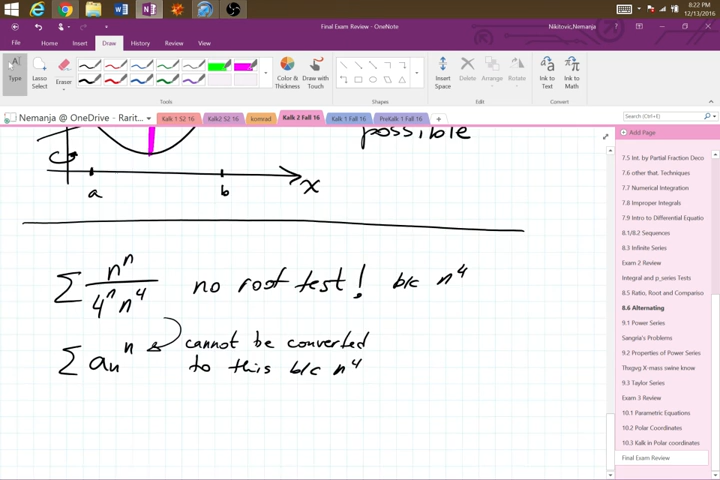 8:22 PM
12/13/2016
Final Exam Review - OneNote
Nikitovic,Nemanja
File
Home
Insert
Draw
History
Review
View
Type
Lasso
Select
Eraser
Color &
Thickness
Draw with
Touch
Insert
Space
Delete
Arrange
Rotate
Ink to
Text
Ink to
Math
Tools
Shapes
Edit
Convert
Nemanja @ OneDrive - Rarit...
Kalk 1 S2 16
Kalk2 S2 16
komrad
Kalk 2 Fall 16
Kalk 1 Fall 16
PreKalk 1 Fall 16
Search (Ctrl+E)
Add Page
possible
c
a
b
x
∑ n^n / 4^n n^4 no root test! b/c n^4
∑ a_n^n cannot be converted
to this b/c n^4
7.5 Int. by Partial Fraction Deco
7.6 other that. Techniques
7.7 Numerical Integration
7.8 Improper Integrals
7.9 Intro to Differential Equatio
8.1/8.2 Sequences
8.3 Infinite Series
Exam 2 Review
Integral and p_series Tests
8.5 Ratio, Root and Compariso
8.6 Alternating
9.1 Power Series
Sangria's Problems
9.2 Properties of Power Series
Thogvg X-mass swine know
9.3 Taylor Series
Exam 3 Review
10.1 Parametric Equations
10.2 Polar Coordinates
10.3 Kalk in Polar coordinates
Final Exam Review